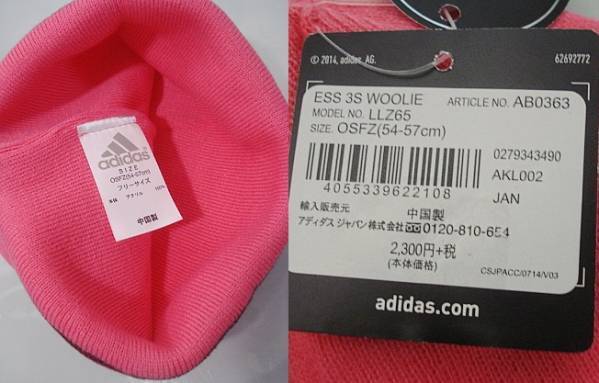 adidas
SIZE
OSFZ(54-57cm)
フリーサイズ
アクリル 100%
中国製
© 2014, adidas AG.
62692772
ESS 3S WOOLIE
ARTICLE NO. AB0363
MODEL NO. LLZ65
SIZE. OSFZ(54-57cm)
0279343490
AKL002
4055339622108
JAN
輸入販売元
中国製
アディダス ジャパン株式会社 0120-810-654
2,300円+税
(本体価格)
CSJPACC/0714/V03
adidas.com